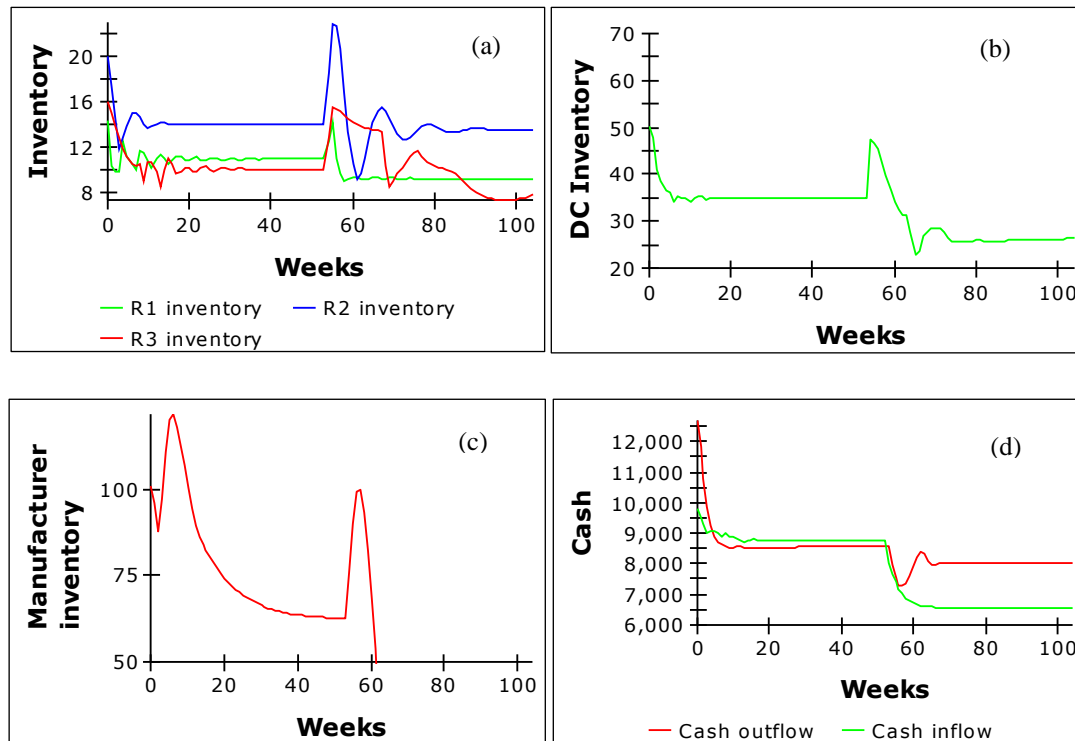 (a)
Inventory
20
16
12
8
0 20 40 60 80 100
Weeks
R1 inventory R2 inventory
R3 inventory
(b)
DC Inventory
70
60
50
40
30
20
0 20 40 60 80 100
Weeks
(c)
Manufacturer
inventory
100
75
50
0 20 40 60 80 100
Weeks
(d)
Cash
12,000
11,000
10,000
9,000
8,000
7,000
6,000
0 20 40 60 80 100
Weeks
Cash outflow Cash inflow